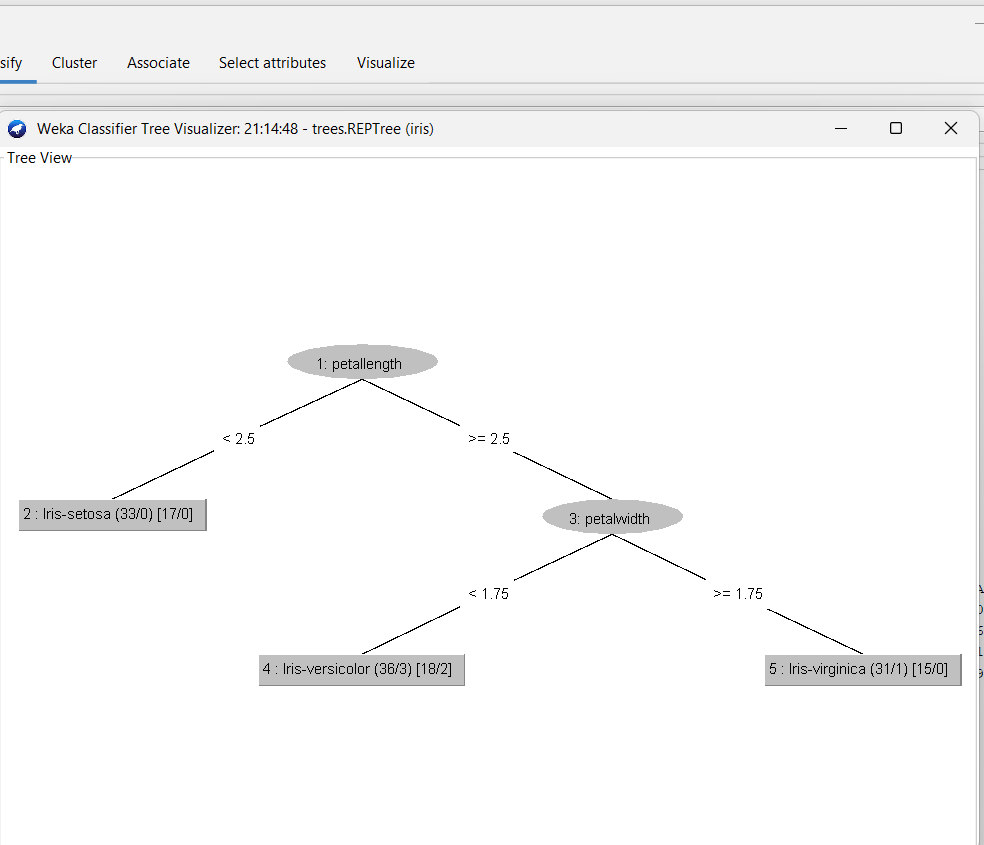 sify Cluster Associate Select attributes Visualize
Weka Classifier Tree Visualizer: 21:14:48 - trees.REPTree (iris)
Tree View
1: petallength
< 2.5 >= 2.5
2 : Iris-setosa (33/0) [17/0]
3: petalwidth
< 1.75 >= 1.75
4 : Iris-versicolor (36/3) [18/2]
5 : Iris-virginica (31/1) [15/0]